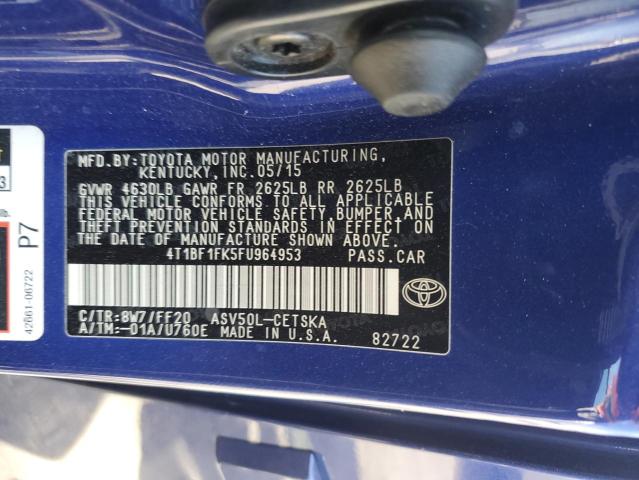 MFD.BY:TOYOTA MOTOR MANUFACTURING,
KENTUCKY, INC.05/15
GVWR 4630LB GAWR FR 2625LB RR 2625LB
THIS VEHICLE CONFORMS TO ALL APPLICABLE
FEDERAL MOTOR VEHICLE SAFETY,BUMPER,AND
THEFT PREVENTION STANDARDS IN EFFECT ON
THE DATE OF MANUFACTURE SHOWN ABOVE.
4T1BF1FK5FU964953 PASS.CAR
C/TR:8W7/FF20 ASV50L-CETSKA
A/TM:-01A/U760E MADE IN U.S.A.
82722
P7
42661-06722
lb.
3